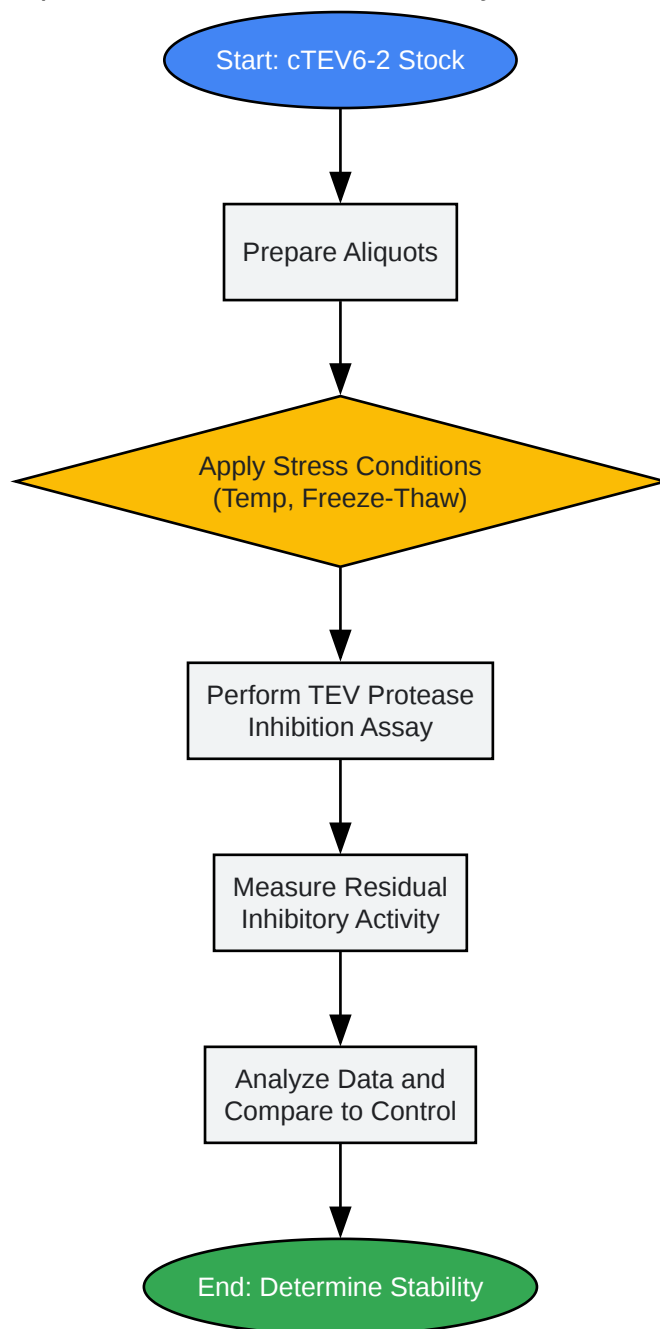 Start: cTEV6-2 Stock
Prepare Aliquots
Apply Stress Conditions
(Temp, Freeze-Thaw)
Perform TEV Protease
Inhibition Assay
Measure Residual
Inhibitory Activity
Analyze Data and
Compare to Control
End: Determine Stability